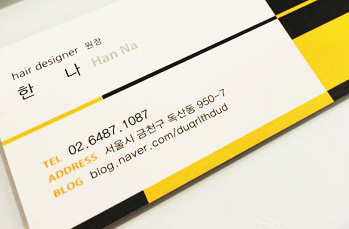 hair designer 원장
한 나 Han Na
TEL 02.6487.1087
ADDRESS 서울시 금천구 독산동 950-7
BLOG blog.naver.com/duqrlthdud